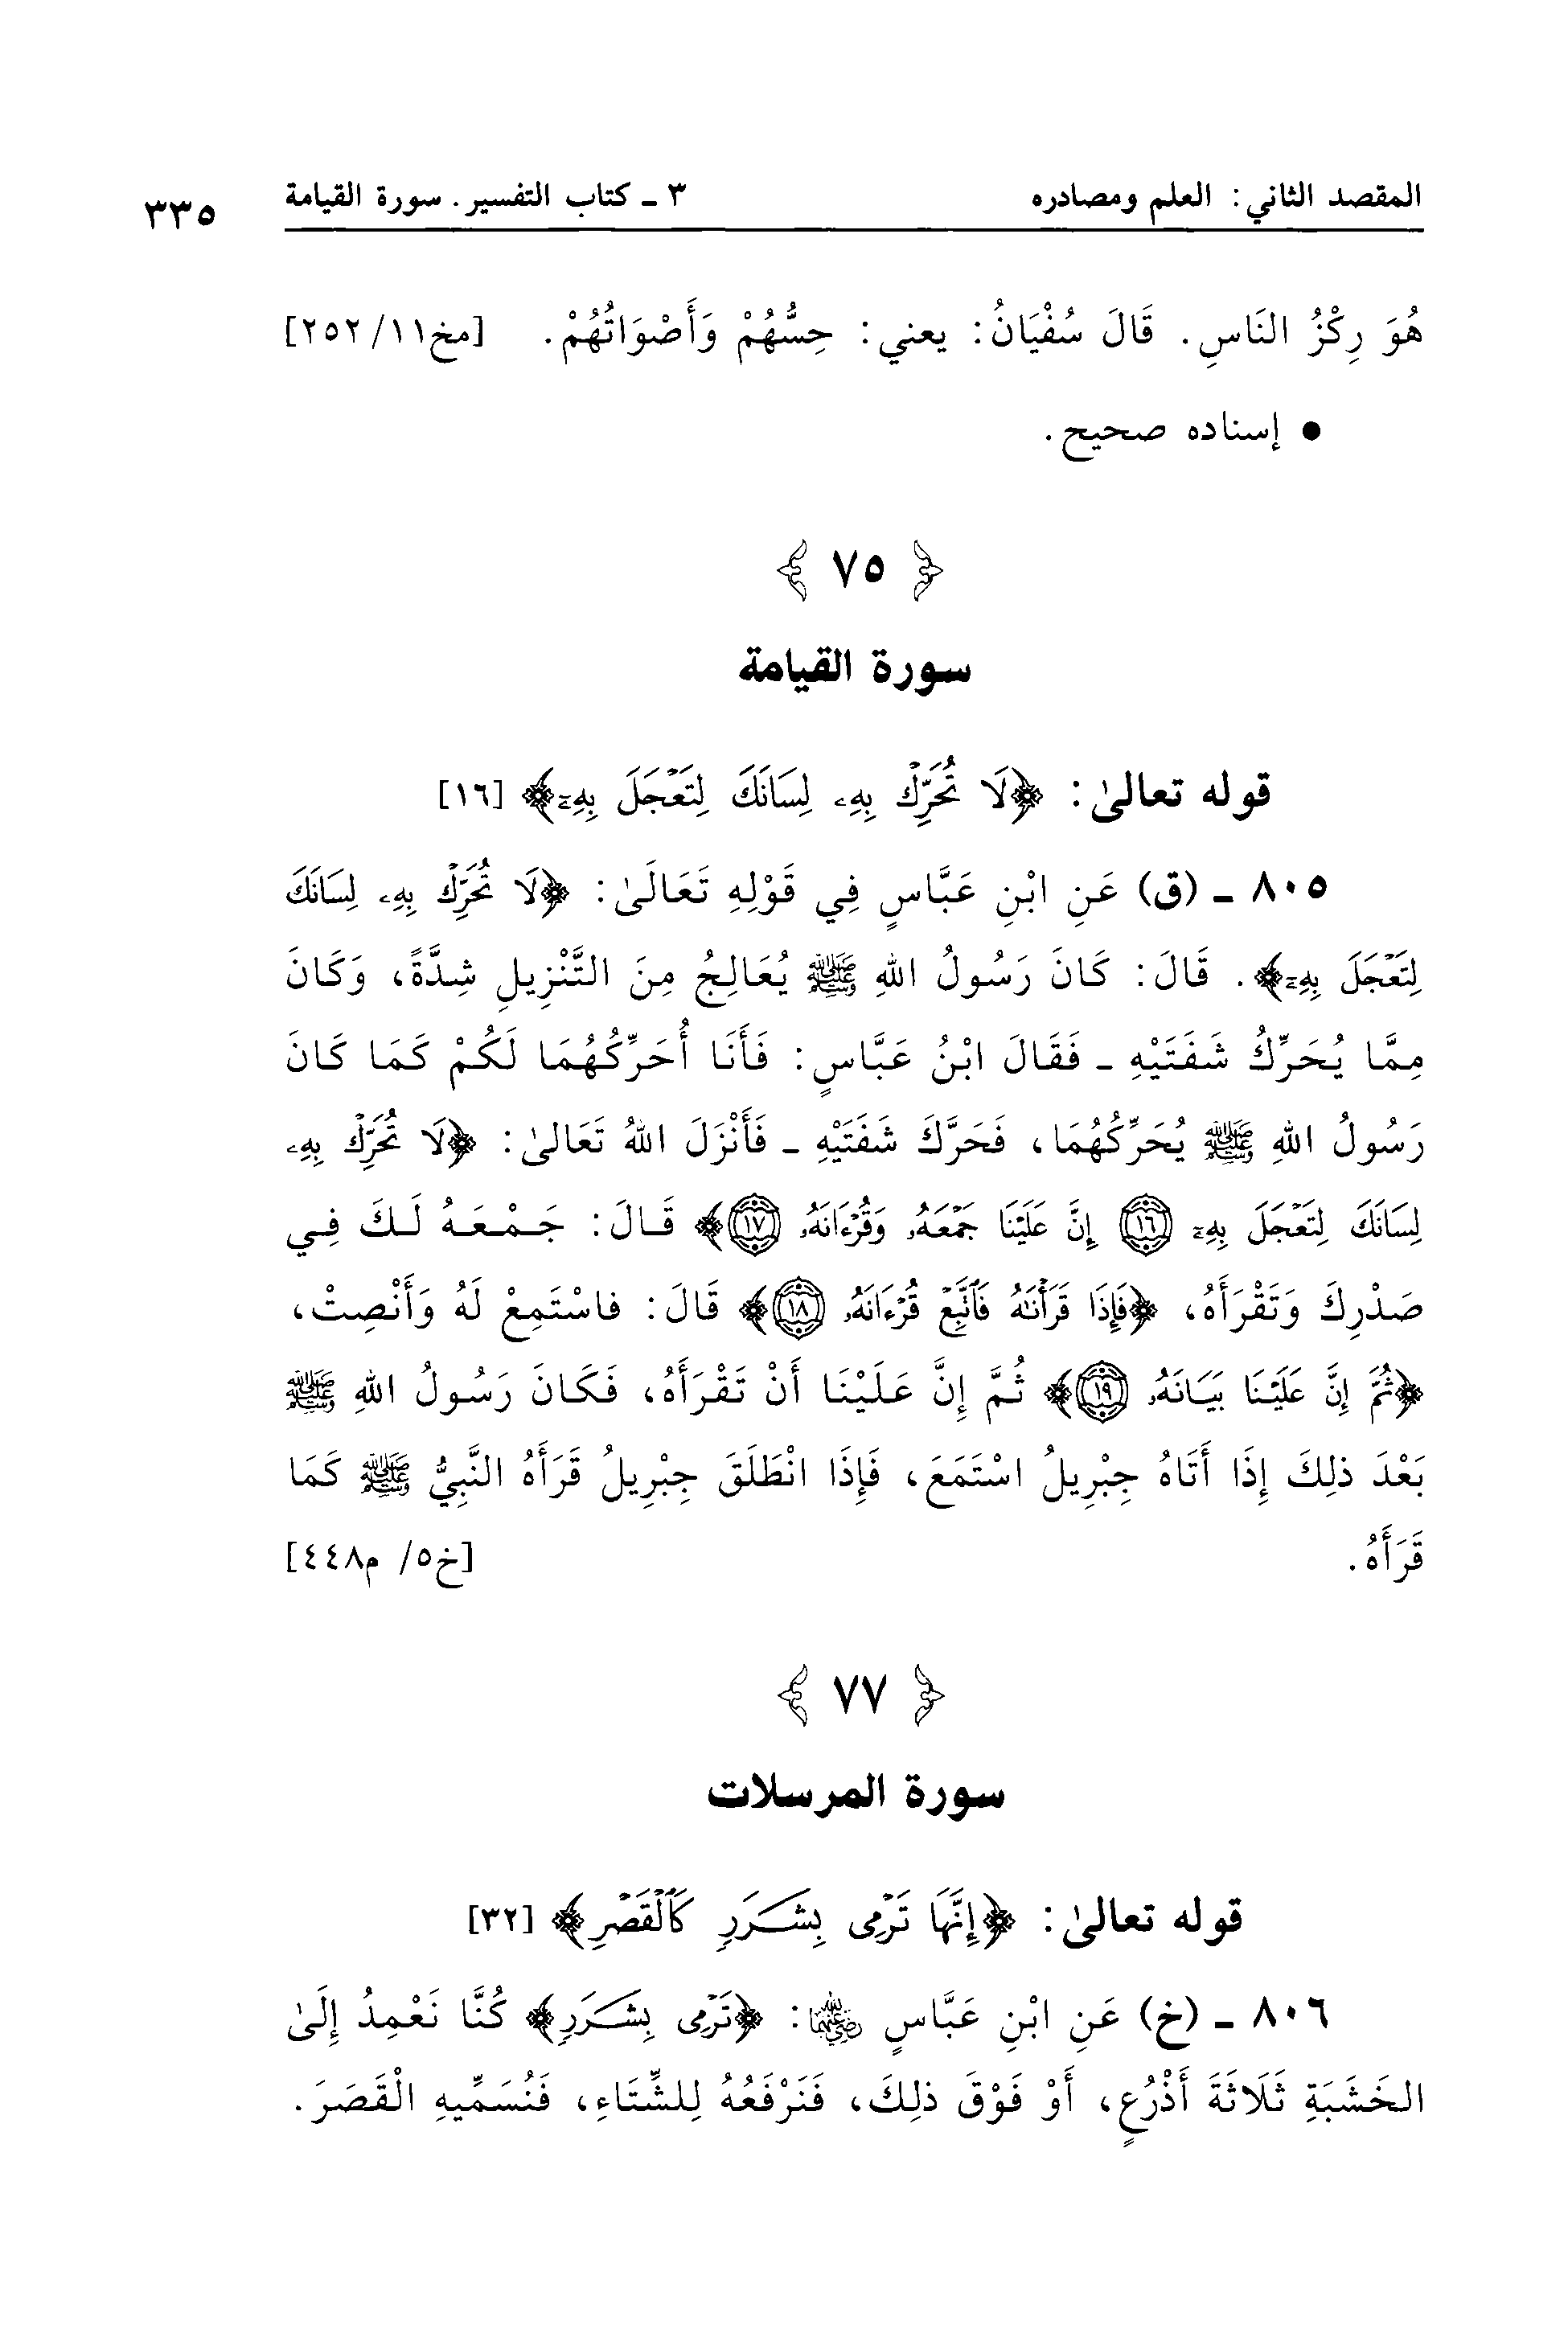 المقصد الثاني: العلم ومصادره ٣ ـ كتاب التفسير. سورة القيامة ٣٣٥
هُوَ رِكْزُ النَاسِ. قَالَ سُفْيَانُ: يعني: حِسُّهُمْ وَأَصْوَاتُهُمْ. [مخ١١/ ٢٥٢]
● إسناده صحيح.
﴿ ٧٥ ﴾
سورة القيامة
قوله تعالىٰ: ﴿لَا تُحَرِّكْ بِهِۦ لِسَانَكَ لِتَعْجَلَ بِهِۦٓ﴾ [١٦]
٨٠٥ ـ (ق) عَنِ ابْنِ عَبَّاسٍ فِي قَوْلِهِ تَعَالَىٰ: ﴿لَا تُحَرِّكْ بِهِۦ لِسَانَكَ
لِتَعْجَلَ بِهِۦٓ﴾. قَالَ: كَانَ رَسُولُ اللهِ ﷺ يُعَالِجُ مِنَ التَّنْزِيلِ شِدَّةً، وَكَانَ
مِمَّا يُحَرِّكُ شَفَتَيْهِ ـ فَقَالَ ابْنُ عَبَّاسٍ: فَأَنَا أُحَرِّكُهُمَا لَكُمْ كَمَا كَانَ
رَسُولُ اللهِ ﷺ يُحَرِّكُهُمَا، فَحَرَّكَ شَفَتَيْهِ ـ فَأَنْزَلَ اللهُ تَعَالىٰ: ﴿لَا تُحَرِّكْ بِهِۦ
لِسَانَكَ لِتَعْجَلَ بِهِۦٓ ١٦ إِنَّ عَلَيْنَا جَمْعَهُۥ وَقُرْءَانَهُۥ ١٧﴾ قَالَ: جَمْعَهُ لَكَ فِي
صَدْرِكَ وَتَقْرَأَهُ، ﴿فَإِذَا قَرَأْنَٰهُ فَٱتَّبِعْ قُرْءَانَهُۥ ١٨﴾ قَالَ: فاسْتَمِعْ لَهُ وَأَنْصِتْ،
﴿ثُمَّ إِنَّ عَلَيْنَا بَيَانَهُۥ ١٩﴾ ثُمَّ إِنَّ عَلَيْنَا أَنْ تَقْرَأَهُ، فَكَانَ رَسُولُ اللهِ ﷺ
بَعْدَ ذلِكَ إِذَا أَتَاهُ جِبْرِيلُ اسْتَمَعَ، فَإِذَا انْطَلَقَ جِبْرِيلُ قَرَأَهُ النَّبِيُّ ﷺ كَمَا
قَرَأَهُ. [خ٥/ م٤٤٨]
﴿ ٧٧ ﴾
سورة المرسلات
قوله تعالىٰ: ﴿إِنَّهَا تَرْمِى بِشَكَرَرٍ كَٱلْقَصْرِ﴾ [٣٢]
٨٠٦ ـ (خ) عَنِ ابْنِ عَبَّاسٍ رضي الله عنهما: ﴿تَرْمِى بِشَكَرَرٍ﴾ كُنَّا نَعْمِدُ إِلَىٰ
الخَشَبَةِ ثَلَاثَةَ أَذْرُعٍ، أَوْ فَوْقَ ذلِكَ، فَنَرْفَعُهُ لِلشِّتَاءِ، فَنُسَمِّيهِ الْقَصَرَ.